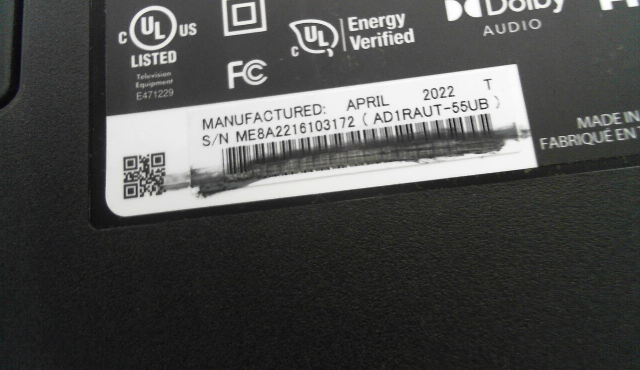 C UL US
LISTED
Television
Equipment
E471229
C UL
Energy
Verified
FC
Dolby
AUDIO
MANUFACTURED: APRIL 2022 T
S/N ME8A2216103172 ( AD1RAUT-55UB )
MADE IN
FABRIQUÉ EN